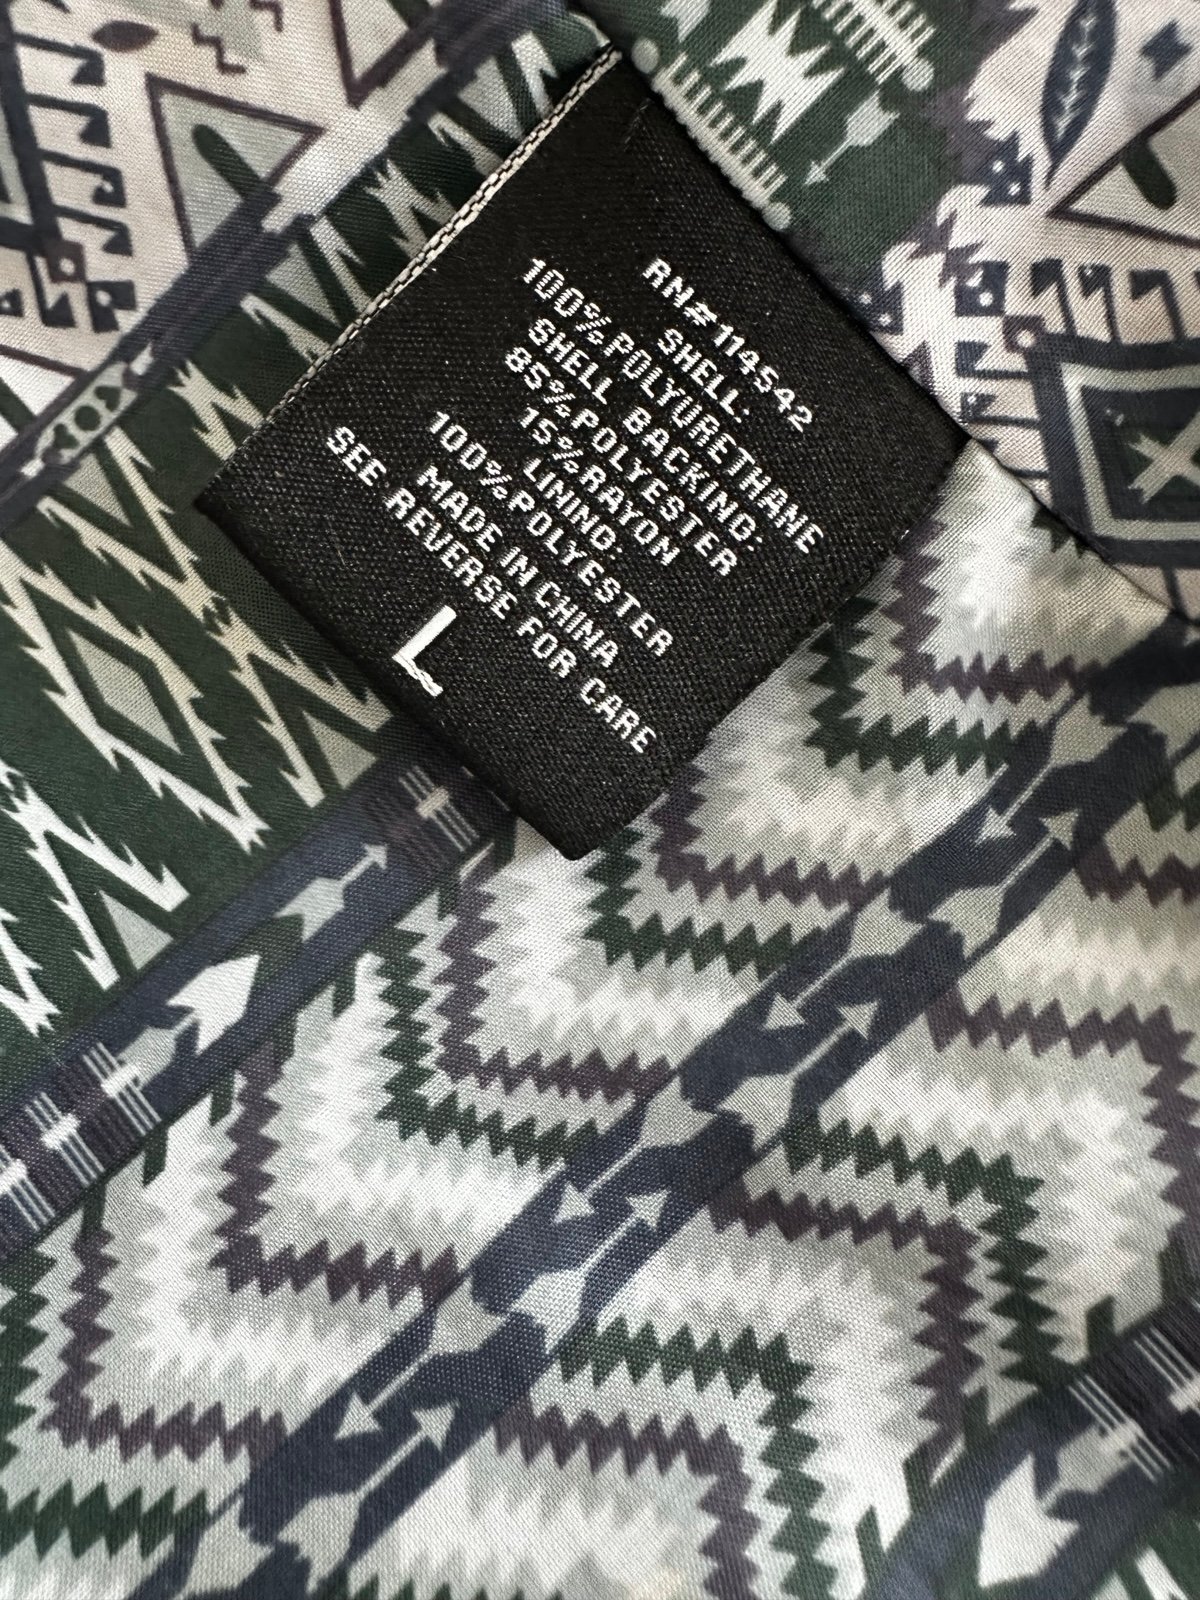 RN#114542
SHELL:
100%POLYURETHANE
SHELL BACKING:
85%POLYESTER
15%RAYON
LINING:
100%POLYESTER
MADE IN CHINA
SEE REVERSE FOR CARE
L